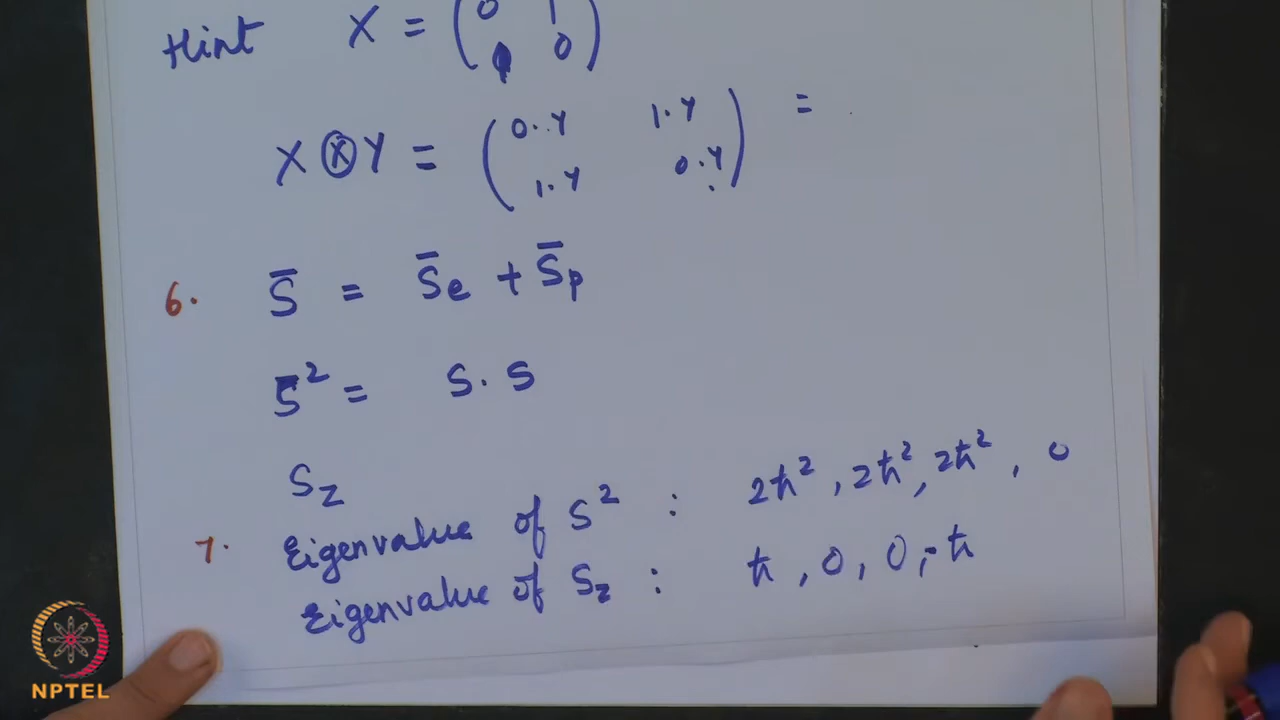 Hint X = ( 0 1
1 0 )
X ⊗ Y = ( 0.Y 1.Y
1.Y 0.Y ) =
6. S̄ = S̄e + S̄p
S̄² = S . S
Sz
7. Eigenvalue of S² : 2ħ², 2ħ², 2ħ², 0
Eigenvalue of Sz : ħ, 0, 0, -ħ
NPTEL